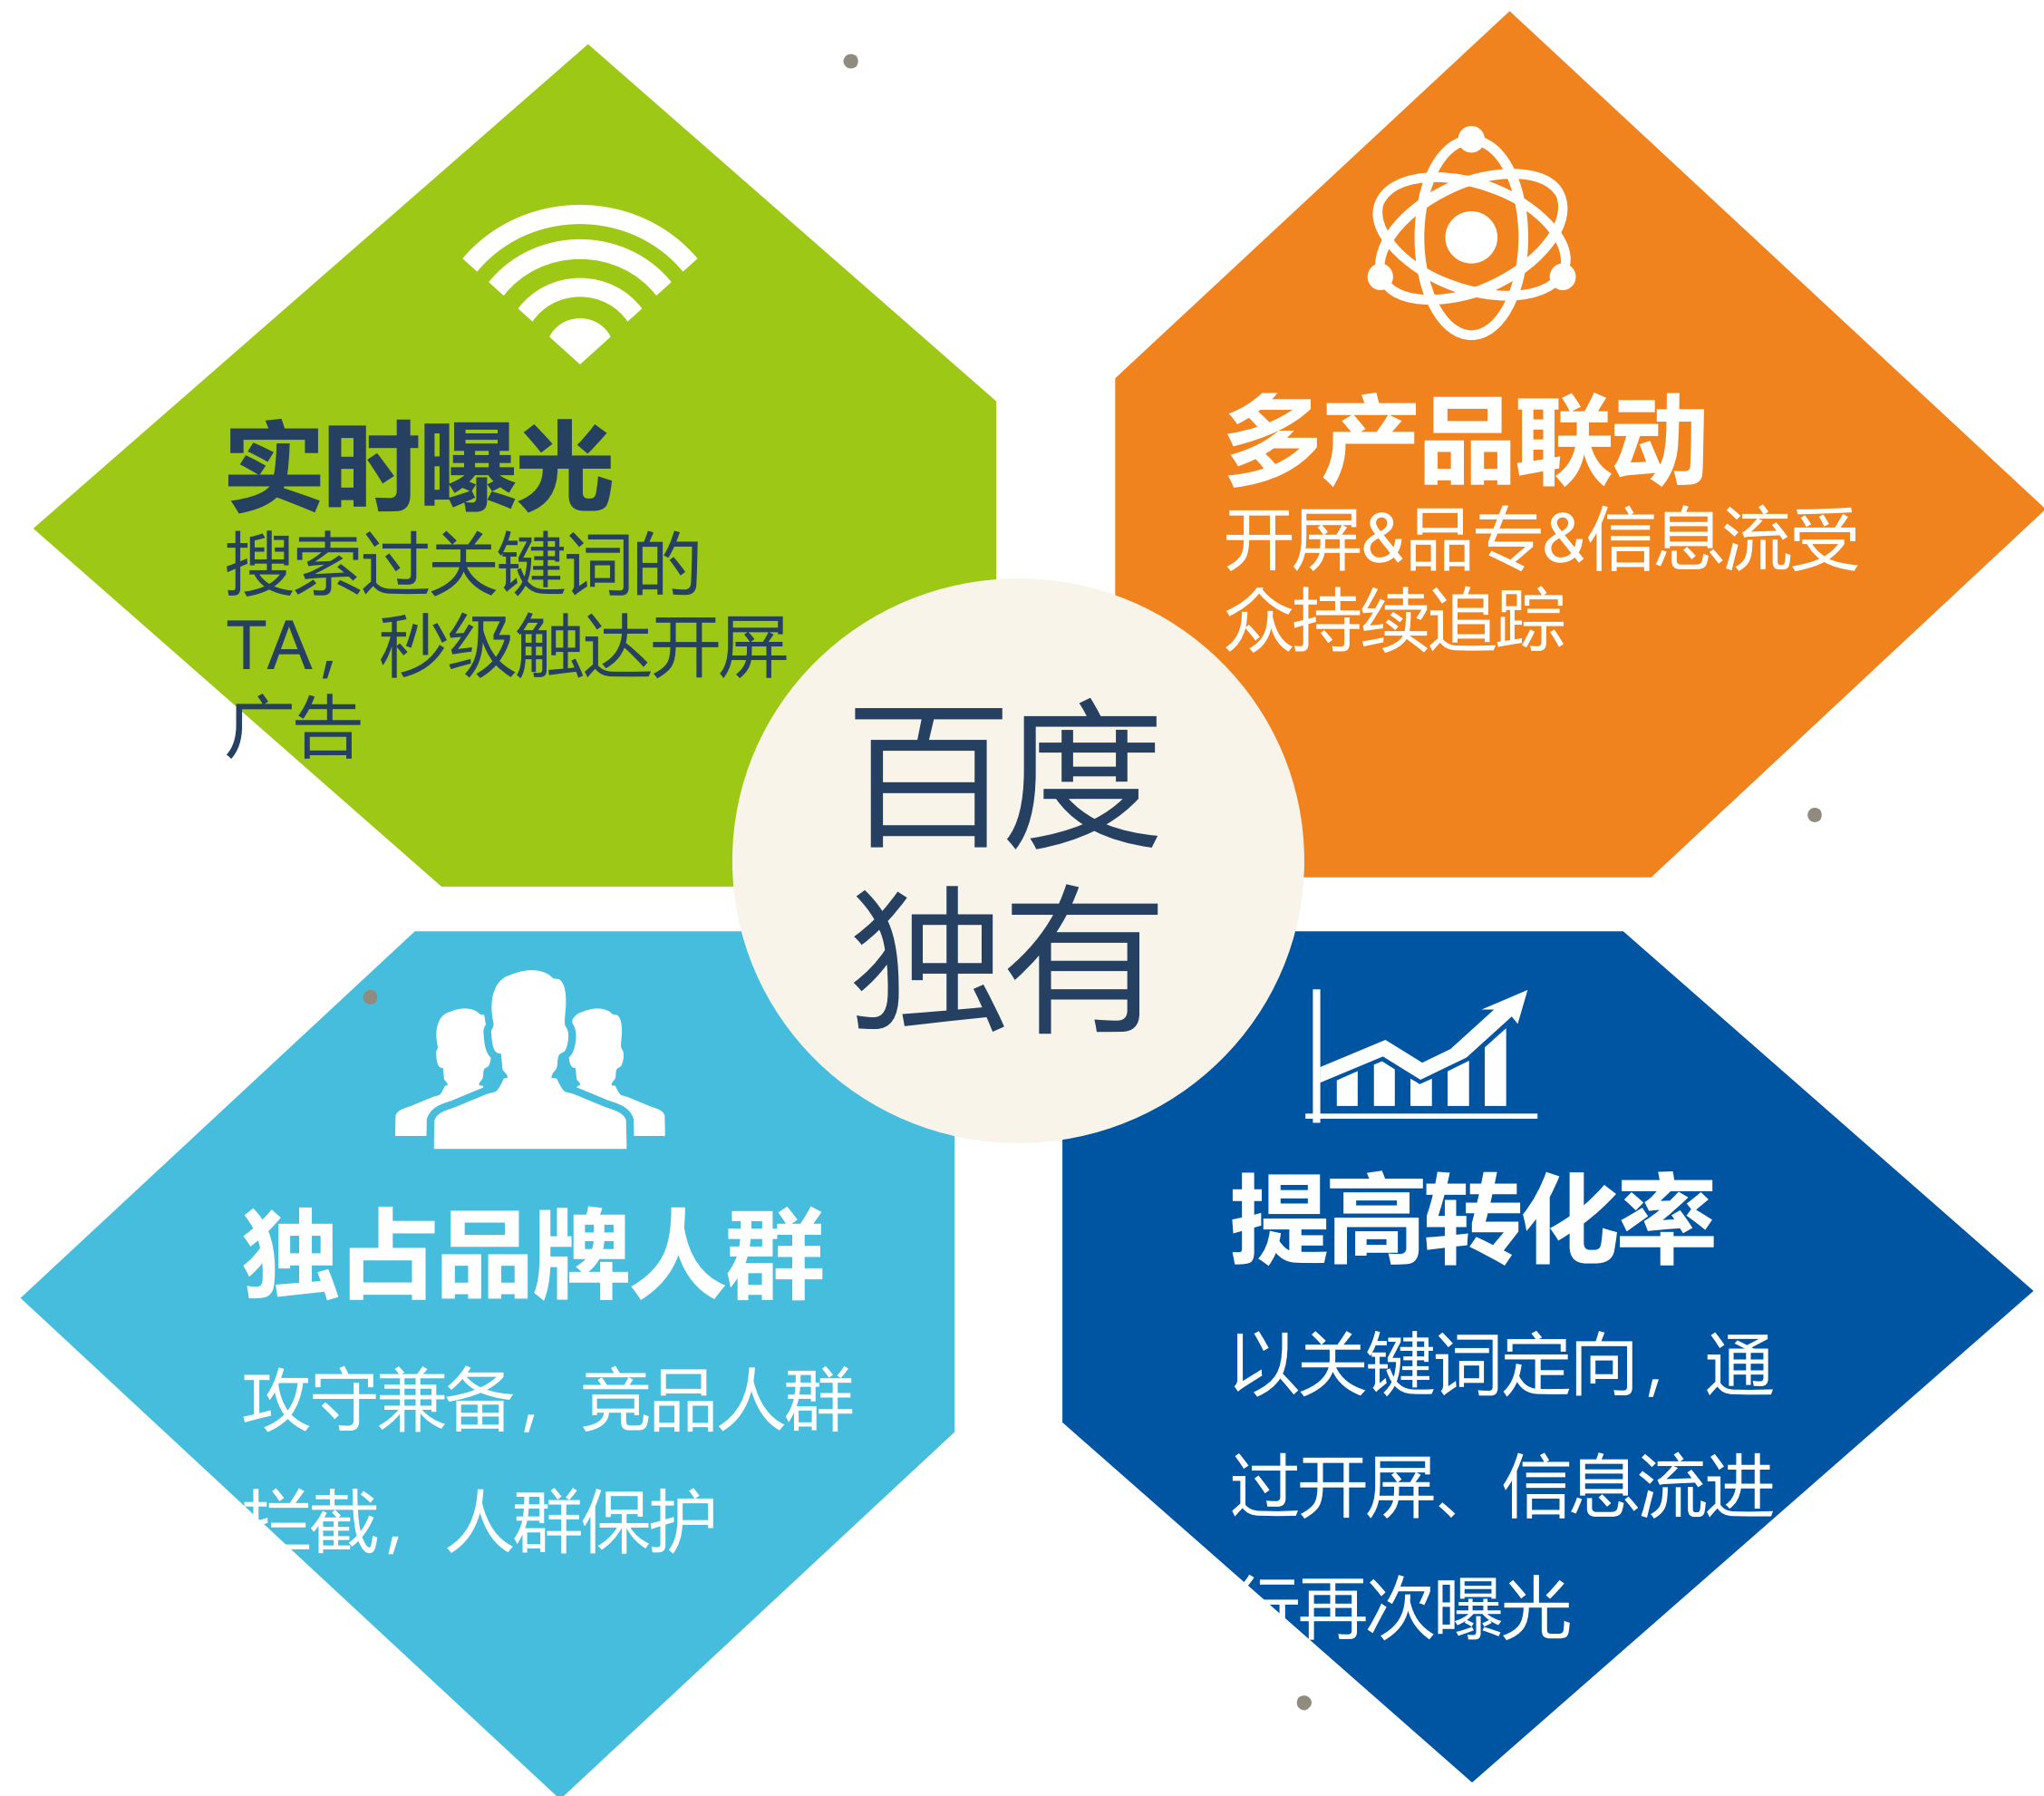 实时曝光
搜索过关键词的
TA，秒级触达开屏
广告
多产品联动
开屏&品专&信息流交
叉持续追踪
百度
独有
独占品牌人群
攻守兼备，竞品人群
拦截，人群保护
提高转化率
以关键词定向，通
过开屏、信息流进
行再次曝光